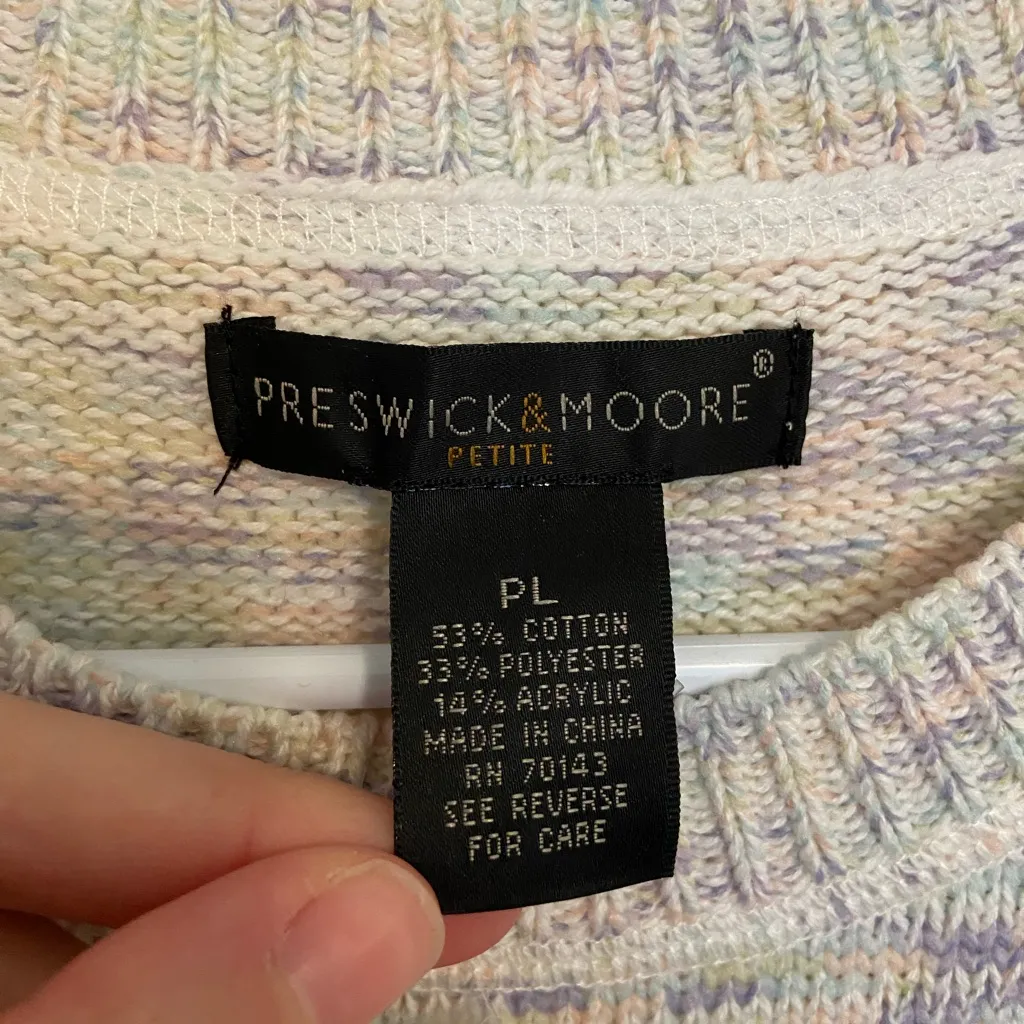 PRESWICK&MOORE®
PETITE
PL
53% COTTON
33% POLYESTER
14% ACRYLIC
MADE IN CHINA
RN 70143
SEE REVERSE
FOR CARE